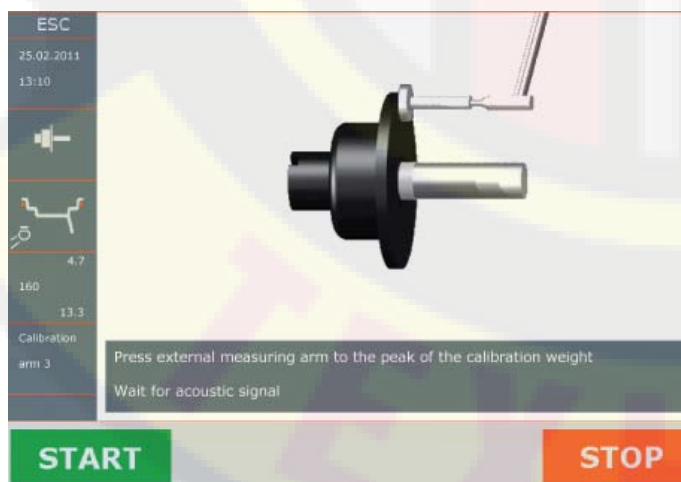 ESC
25.02.2011
13:10
4.7
160
13.3
Calibration
arm 3
Press external measuring arm to the peak of the calibration weight
Wait for acoustic signal
START
STOP